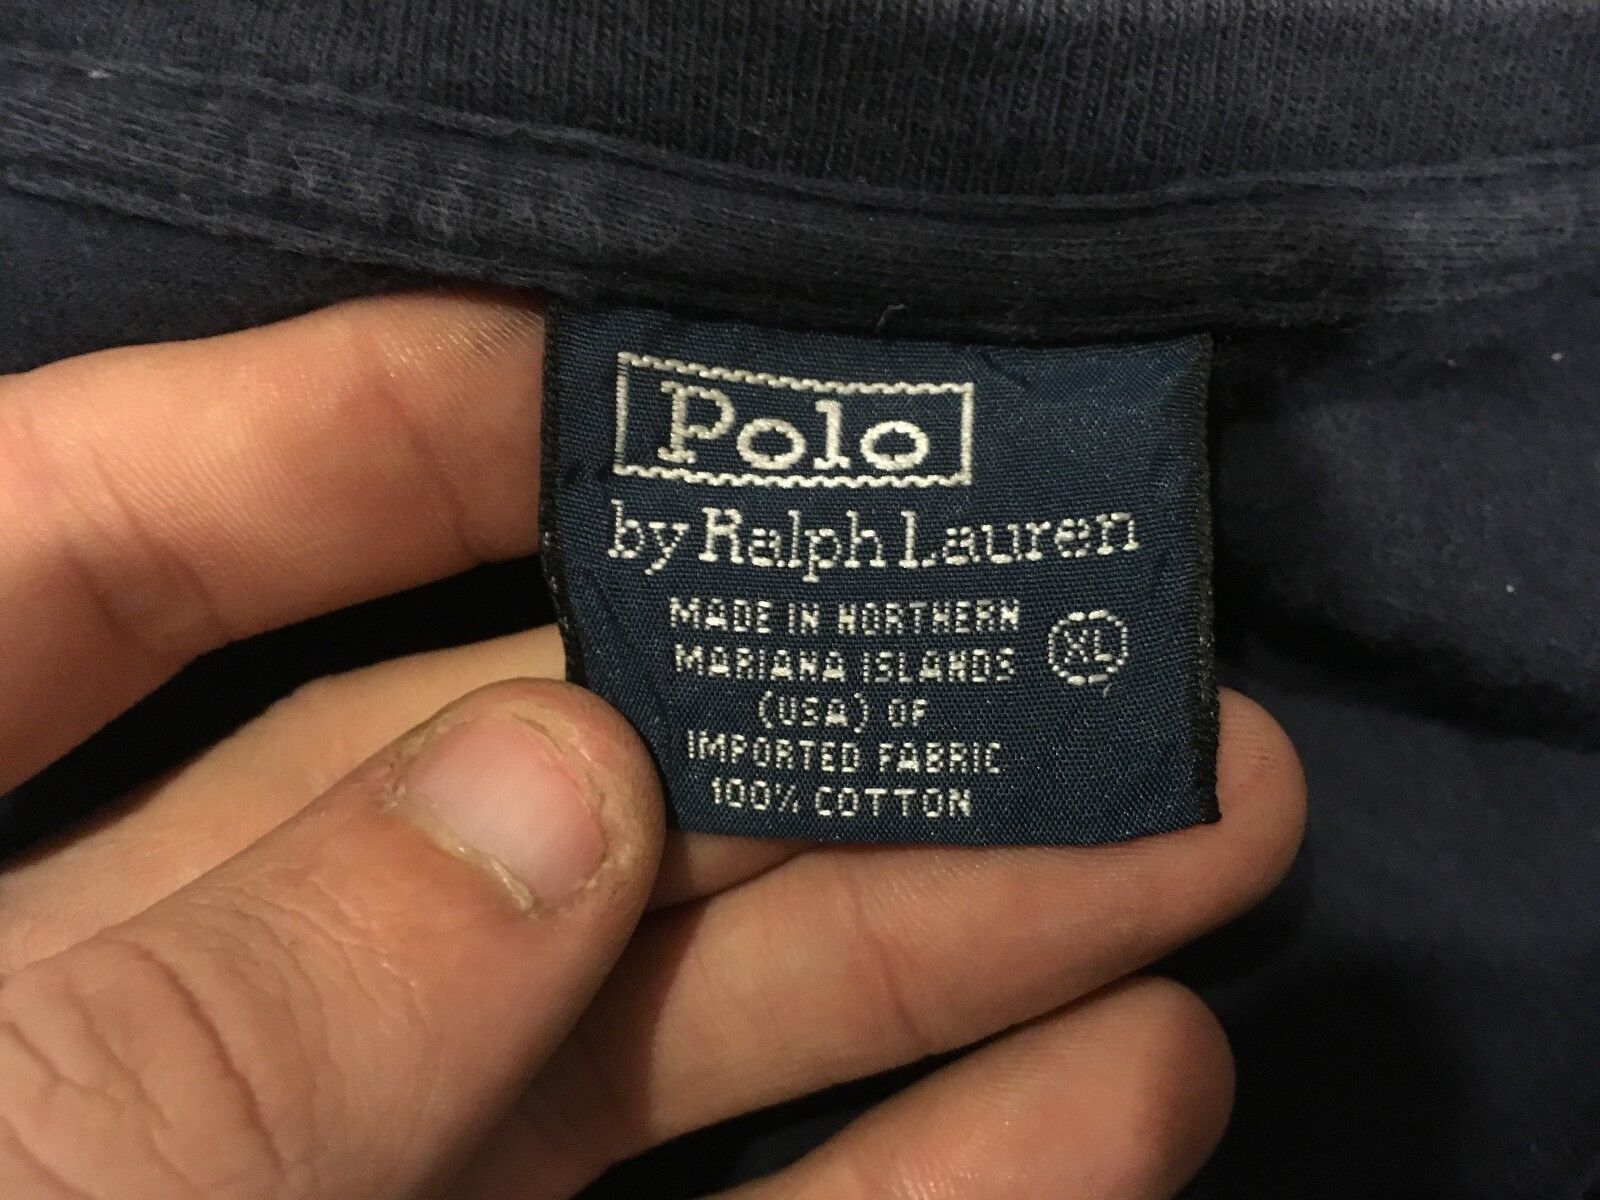 Polo
by Ralph Lauren
MADE IN NORTHERN
MARIANA ISLANDS
XL
(USA) OF
IMPORTED FABRIC
100% COTTON